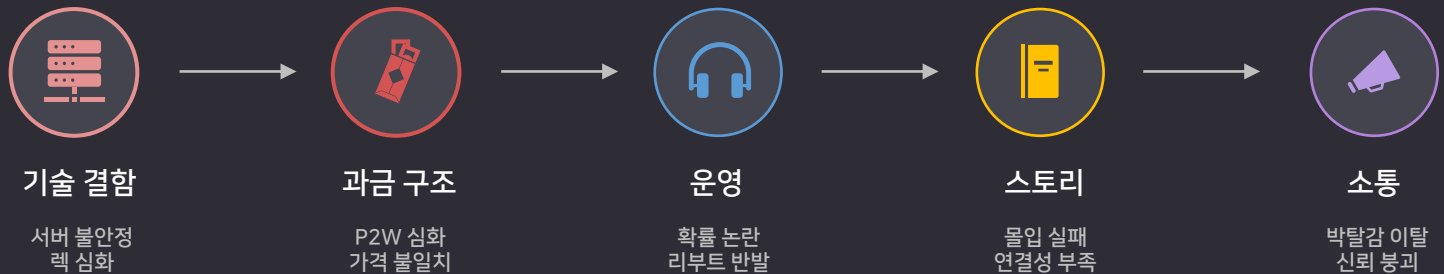 기술 결함
서버 불안정
렉 심화
과금 구조
P2W 심화
가격 불일치
운영
확률 논란
리부트 반발
스토리
몰입 실패
연결성 부족
소통
박탈감 이탈
신뢰 붕괴